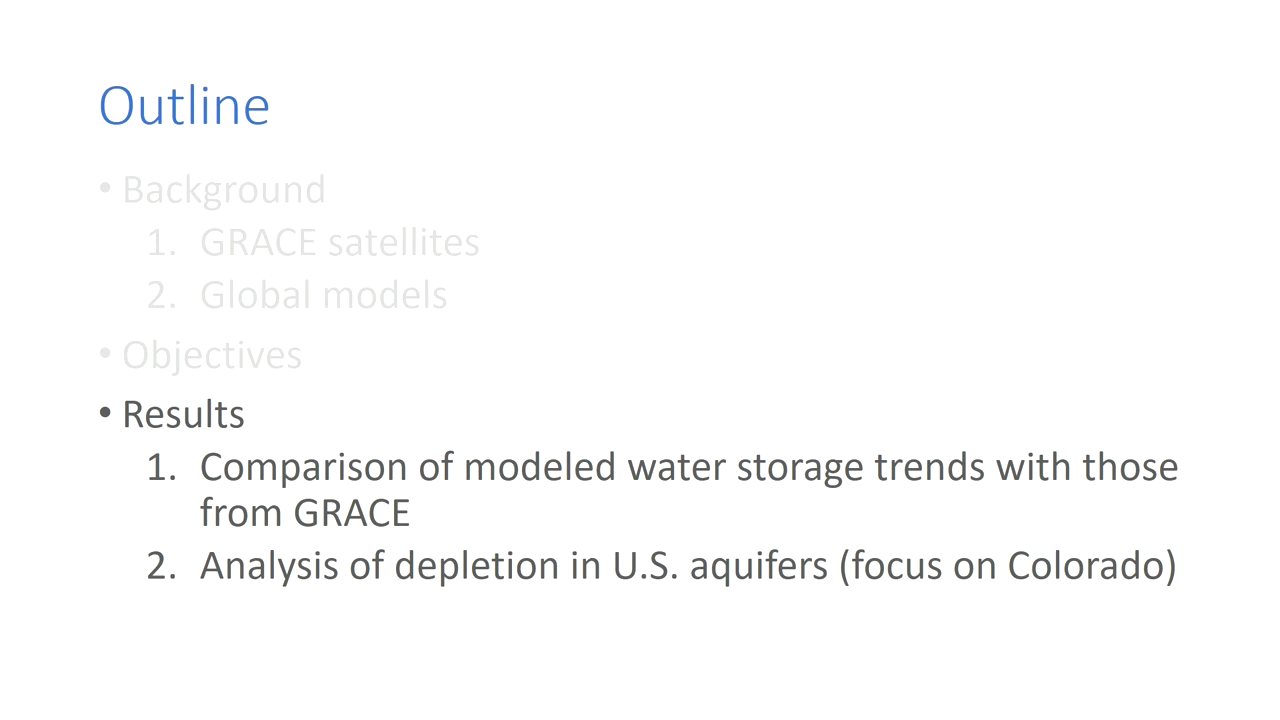 Outline
• Background
1. GRACE satellites
2. Global models
• Objectives
• Results
1. Comparison of modeled water storage trends with those
from GRACE
2. Analysis of depletion in U.S. aquifers (focus on Colorado)